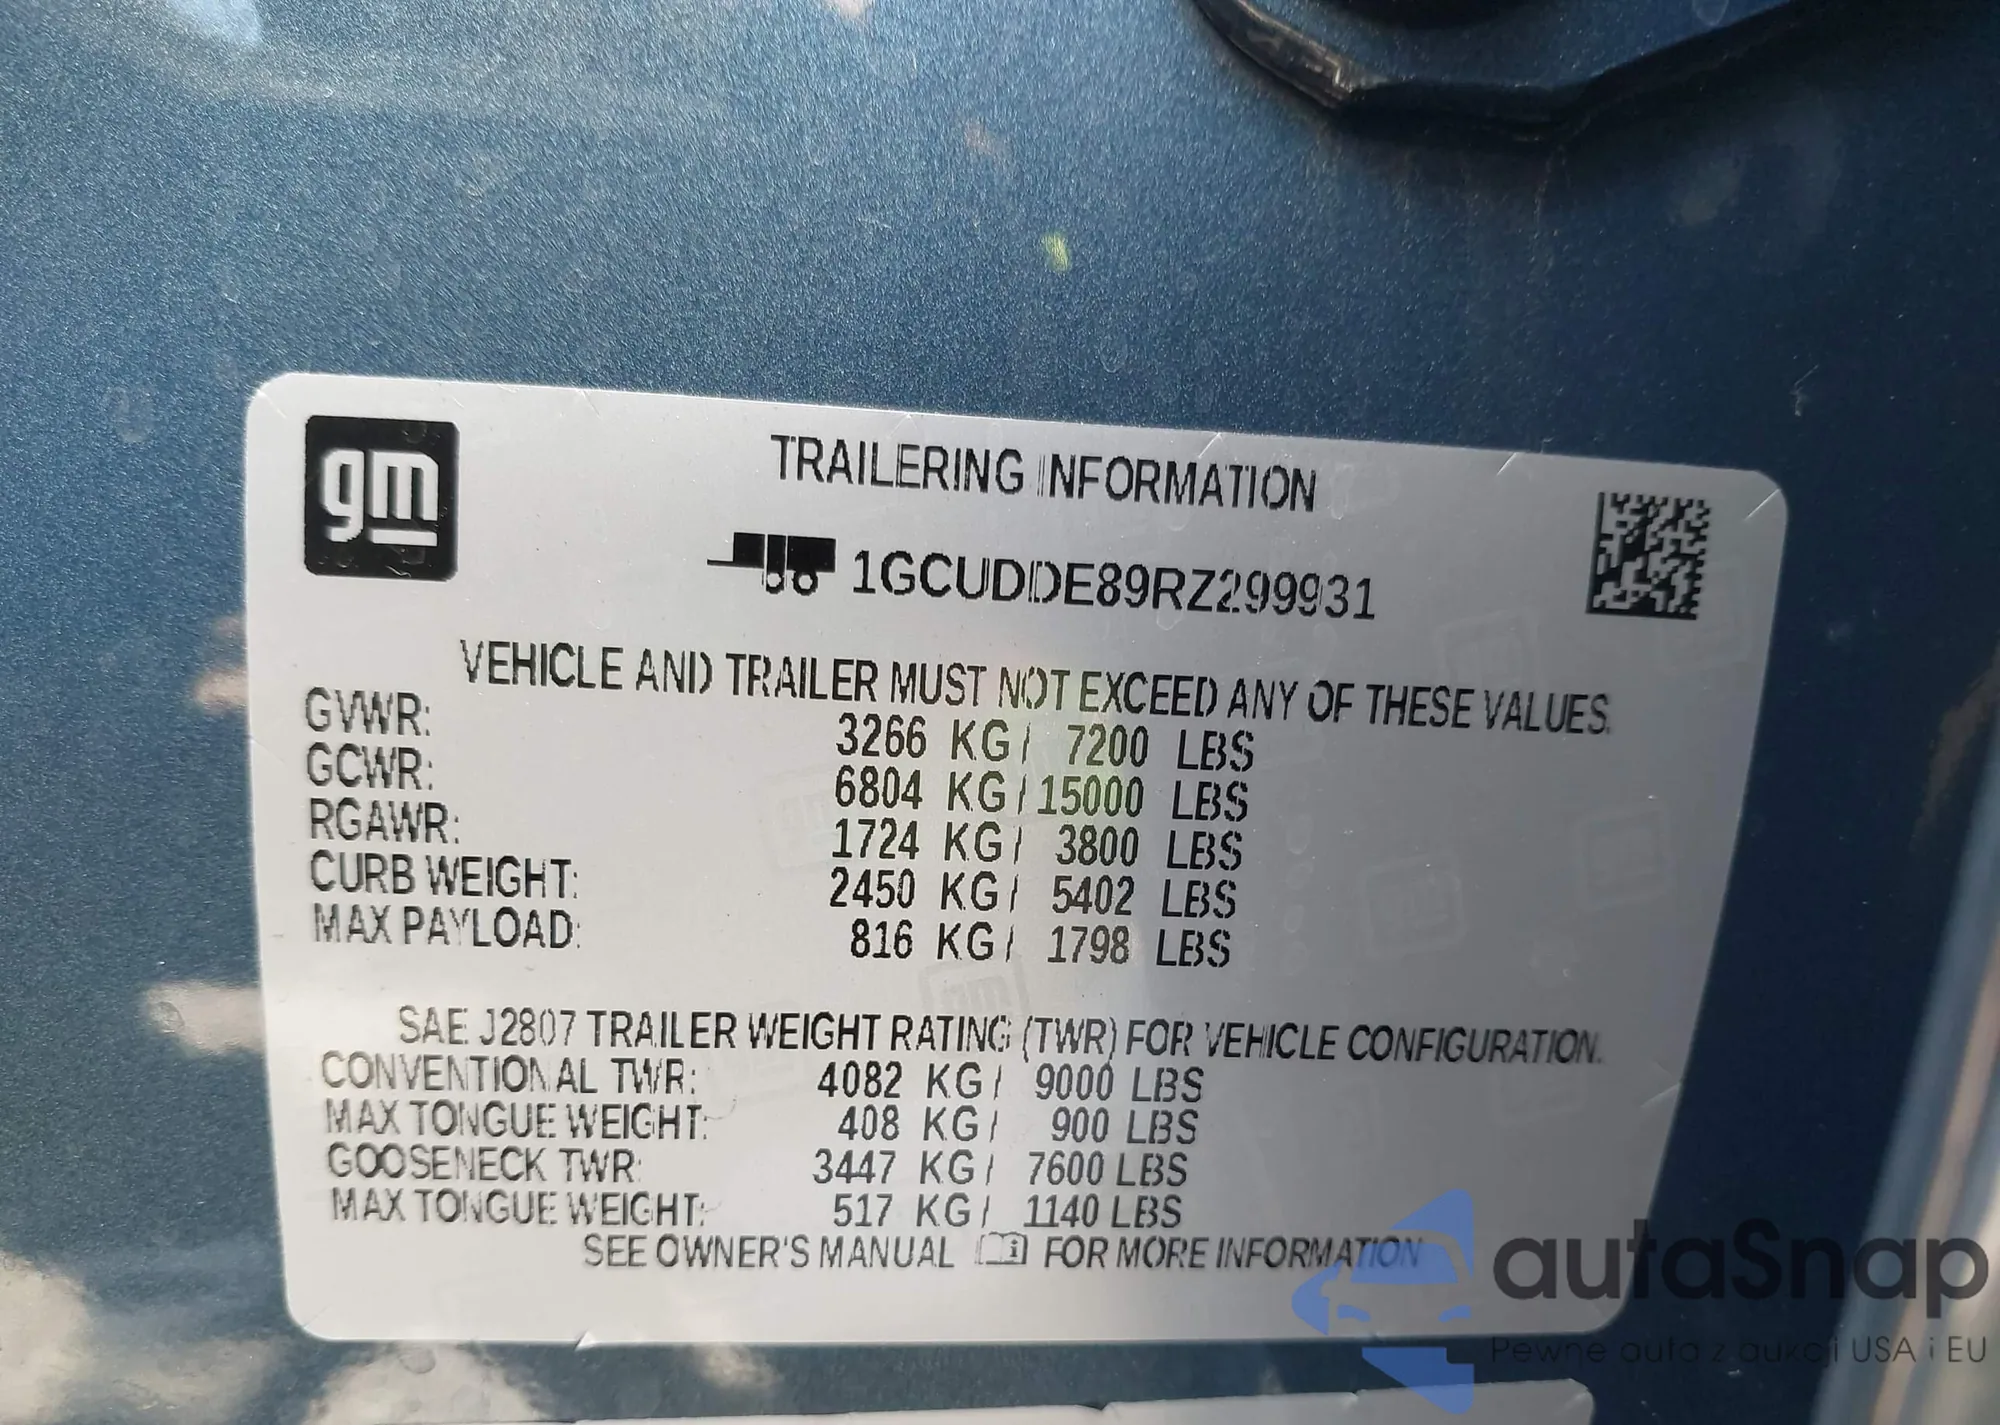 gm
TRAILERING INFORMATION
1GCUDDE89RZ299931
VEHICLE AND TRAILER MUST NOT EXCEED ANY OF THESE VALUES.
GVWR: 3266 KG / 7200 LBS
GCWR: 6804 KG / 15000 LBS
RGAWR: 1724 KG / 3800 LBS
CURB WEIGHT: 2450 KG / 5402 LBS
MAX PAYLOAD: 816 KG / 1798 LBS
SAE J2807 TRAILER WEIGHT RATING (TWR) FOR VEHICLE CONFIGURATION.
CONVENTIONAL TWR: 4082 KG / 9000 LBS
MAX TONGUE WEIGHT: 408 KG / 900 LBS
GOOSENECK TWR: 3447 KG / 7600 LBS
MAX TONGUE WEIGHT: 517 KG / 1140 LBS
SEE OWNER'S MANUAL FOR MORE INFORMATION
autaSnap
Pewne auta z aukcji USA i EU